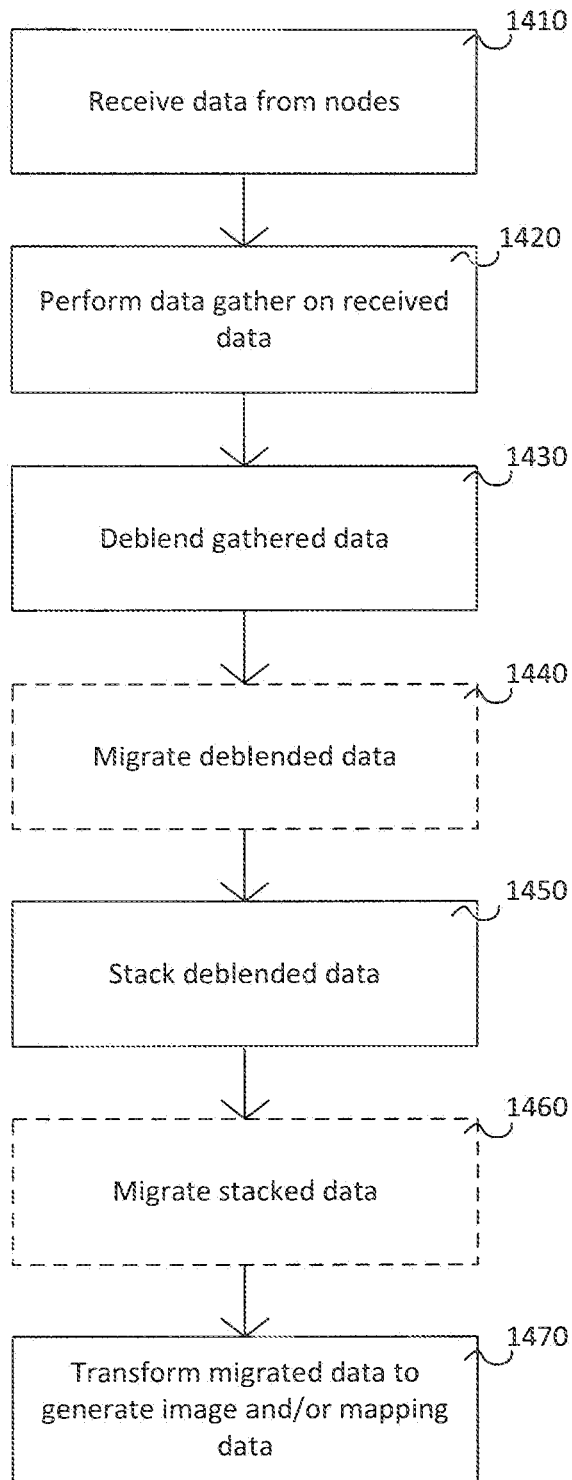 1410
Receive data from nodes
1420
Perform data gather on received
data
1430
Deblend gathered data
1440
Migrate deblended data
1450
Stack deblended data
1460
Migrate stacked data
1470
Transform migrated data to
generate image and/or mapping
data